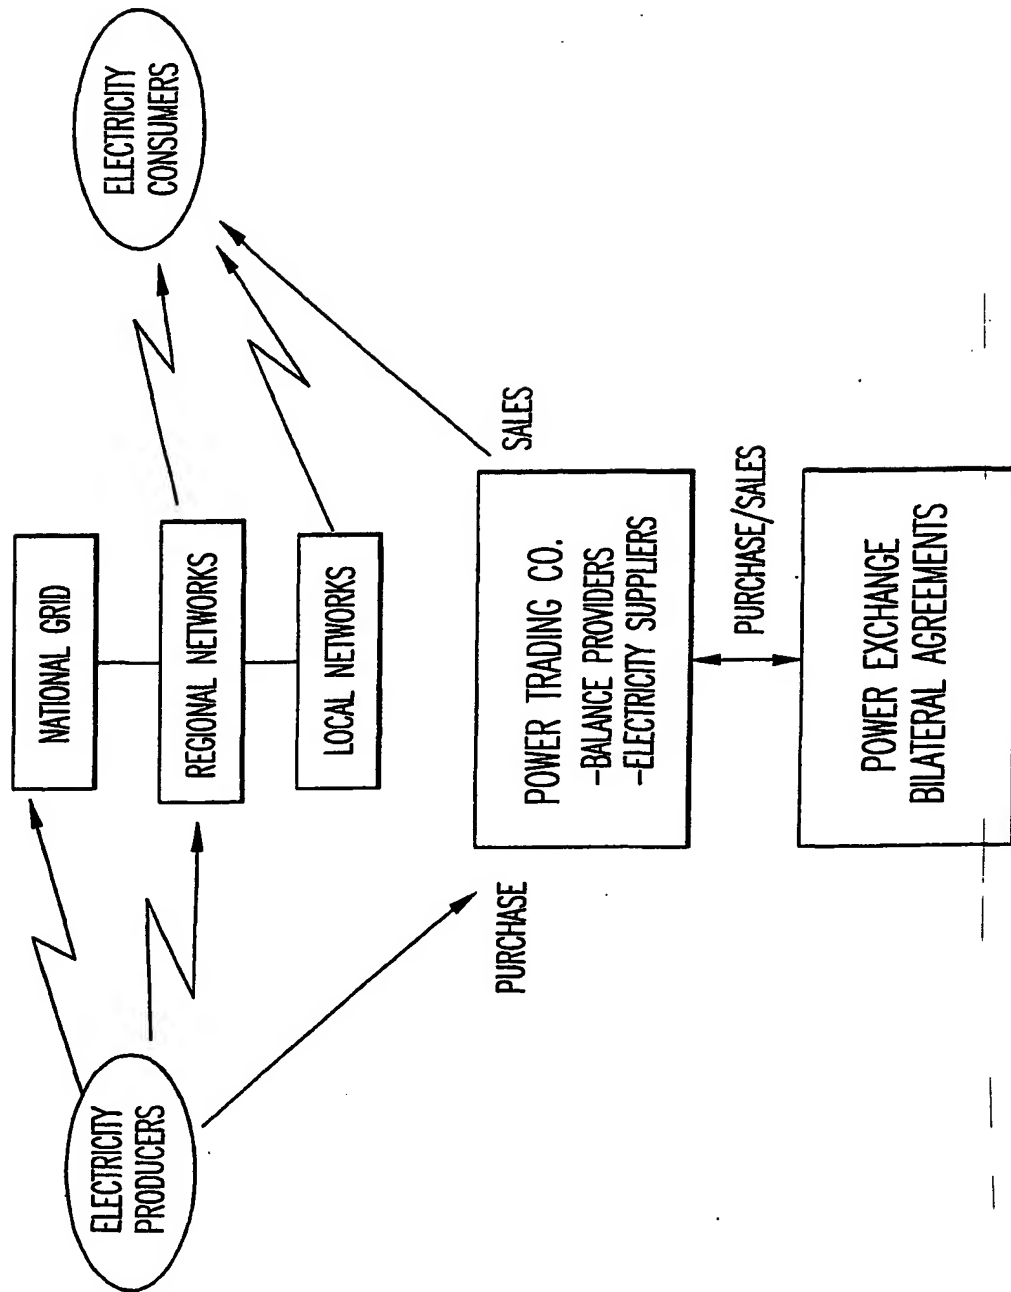 ELECTRICITY
PRODUCERS
NATIONAL GRID
REGIONAL NETWORKS
LOCAL NETWORKS
ELECTRICITY
CONSUMERS
PURCHASE
POWER TRADING CO.
-BALANCE PROVIDERS
-ELECTRICITY SUPPLIERS
SALES
PURCHASE/SALES
POWER EXCHANGE
BILATERAL AGREEMENTS